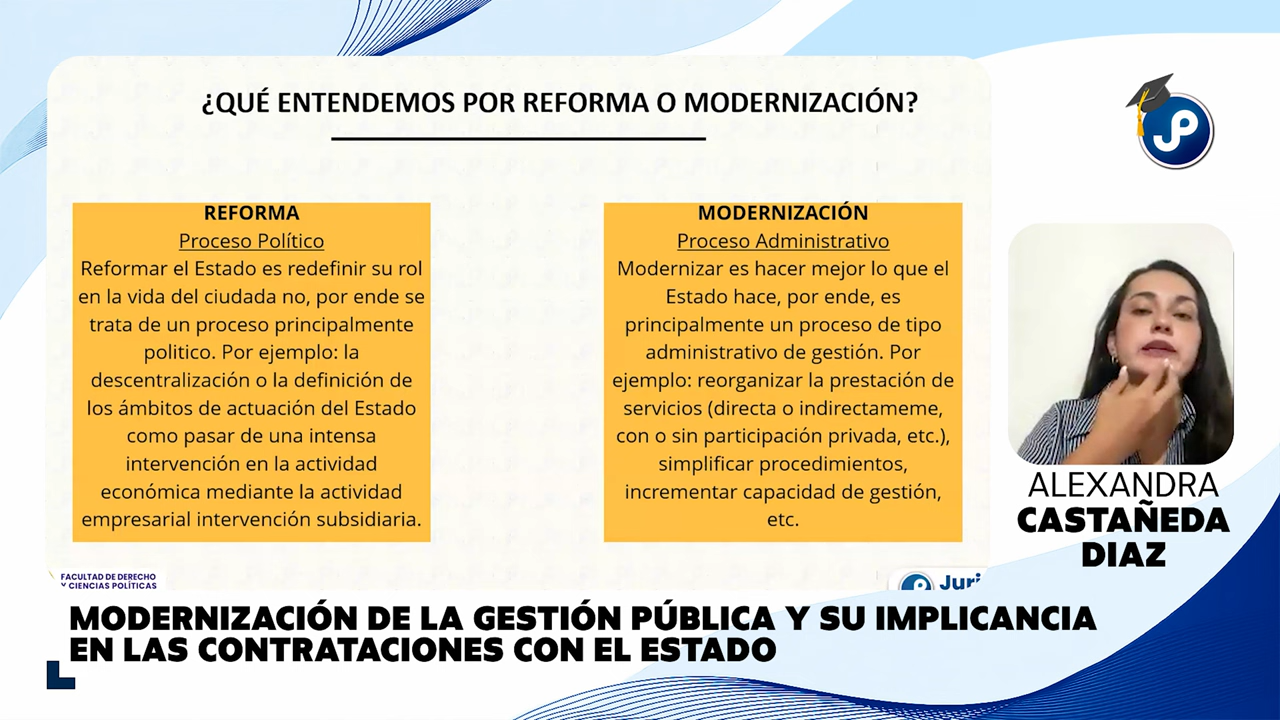 ¿QUÉ ENTENDEMOS POR REFORMA O MODERNIZACIÓN?
REFORMA
Proceso Político
Reformar el Estado es redefinir su rol
en la vida del ciudada no, por ende se
trata de un proceso principalmente
politico. Por ejemplo: la
descentralización o la definición de
los ámbitos de actuación del Estado
como pasar de una intensa
intervención en la actividad
económica mediante la actividad
empresarial intervención subsidiaria.
MODERNIZACIÓN
Proceso Administrativo
Modernizar es hacer mejor lo que el
Estado hace, por ende, es
principalmente un proceso de tipo
administrativo de gestión. Por
ejemplo: reorganizar la prestación de
servicios (directa o indirectameme,
con o sin participación privada, etc.),
simplificar procedimientos,
incrementar capacidad de gestión,
etc.
JP
ALEXANDRA
CASTAÑEDA
DIAZ
FACULTAD DE DERECHO
Y CIENCIAS POLÍTICAS
Juri
MODERNIZACIÓN DE LA GESTIÓN PÚBLICA Y SU IMPLICANCIA
EN LAS CONTRATACIONES CON EL ESTADO